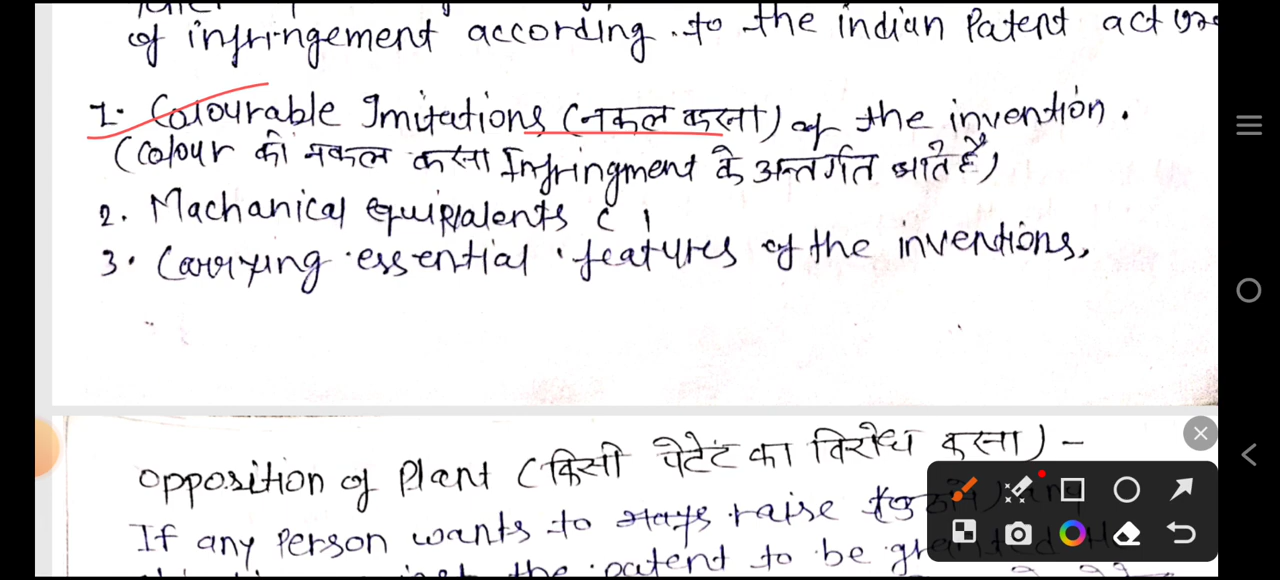 of infringement according to the indian Patent act
1. Colourable Imitations (नकल करना) of the invention.
(Colour की नकल करना Infringment के अन्तर्गत आते हैं)
2. Machanical equipralents ( )
3. Carrying essential features of the inventions,
opposition of Plant (किसी पेटेंट का विरोध करना) -
If any person wants to raise
the patent to be